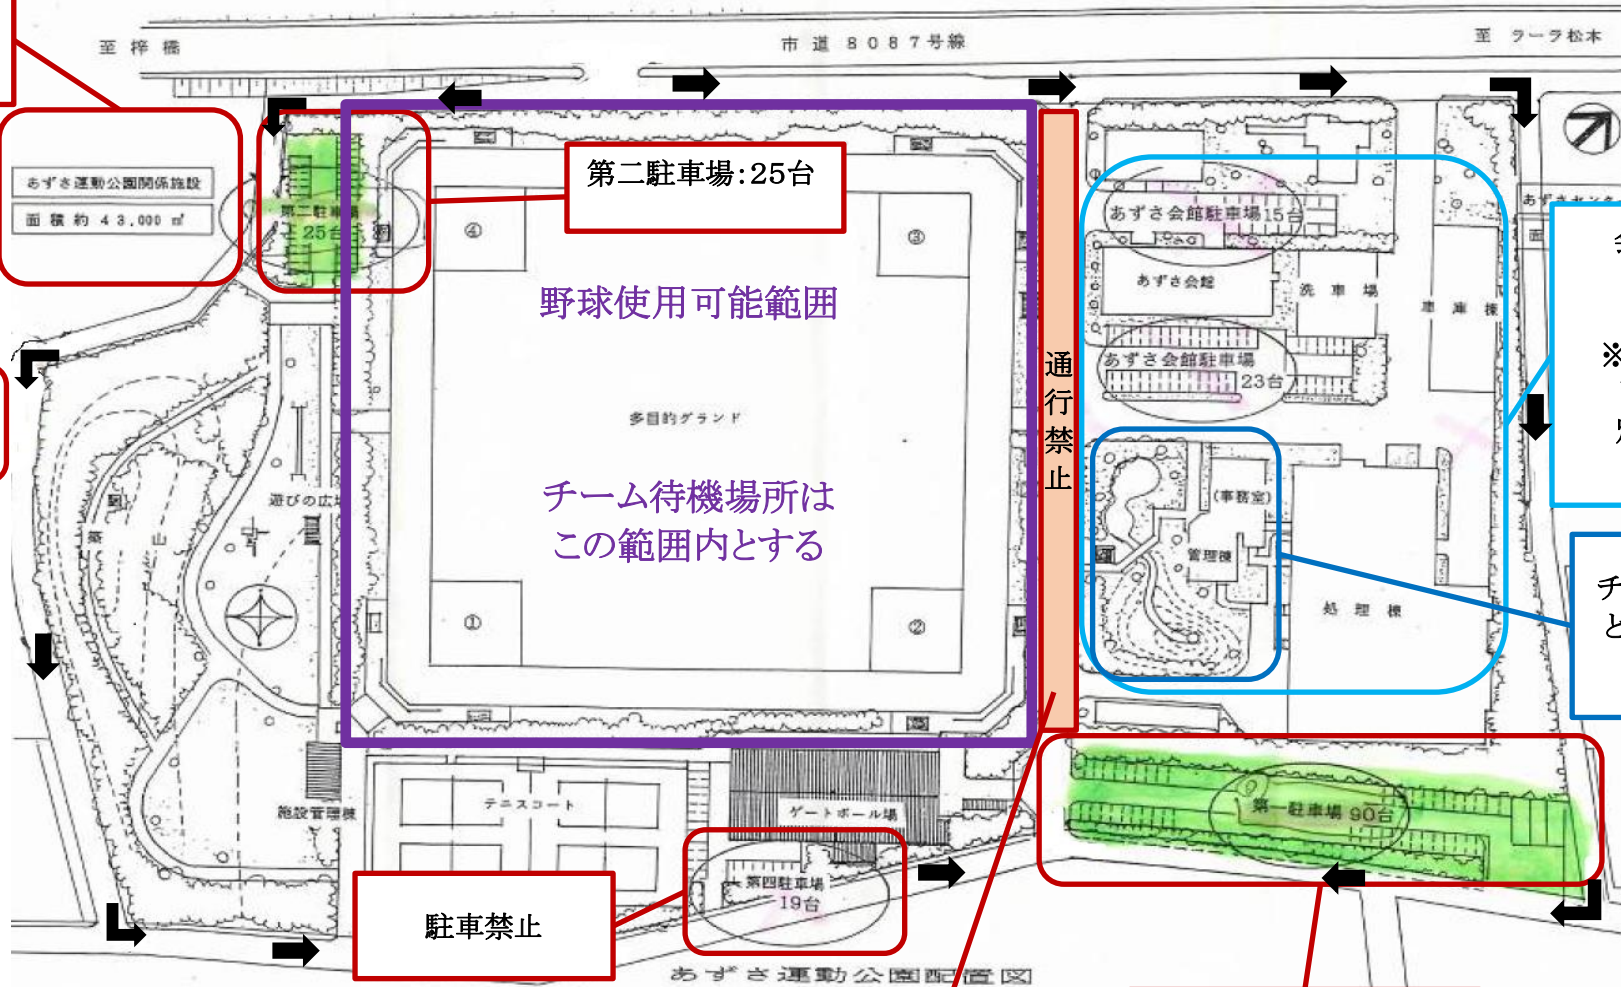 至 梓 橋
市 道 8 0 8 7 号 線
至 ラーラ松本
あずさ運動公園関係施設
面 積 約 4 3,0 0 0 ㎡
第二駐車場
25台
第二駐車場:25台
④
③
野球使用可能範囲
多目的グランド
チーム待機場所は
この範囲内とする
①
②
通行禁止
あずさ会館駐車場15台
あずさ会館
洗 車 場
車 庫 棟
あずさ会館駐車場
23台
(事務室)
管理棟
処 理 棟
遊びの広場
築 山
施設管理棟
テニスコート
ゲートボール場
第一駐車場 90台
第四駐車場
19台
駐車禁止
あずさ運動公園配置図
※
チ
と